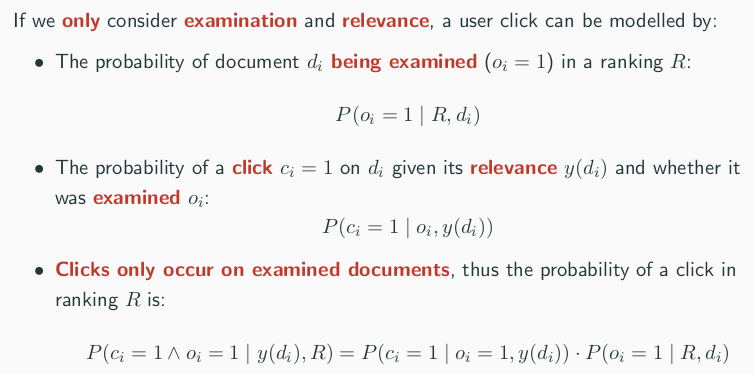 If we only consider examination and relevance, a user click can be modelled by:
• The probability of document $d_i$ being examined ($o_i = 1$) in a ranking $R$:
$P(o_i = 1 \mid R, d_i)$
• The probability of a click $c_i = 1$ on $d_i$ given its relevance $y(d_i)$ and whether it
was examined $o_i$:
$P(c_i = 1 \mid o_i, y(d_i))$
• Clicks only occur on examined documents, thus the probability of a click in
ranking $R$ is:
$P(c_i = 1 \wedge o_i = 1 \mid y(d_i), R) = P(c_i = 1 \mid o_i = 1, y(d_i)) \cdot P(o_i = 1 \mid R, d_i)$